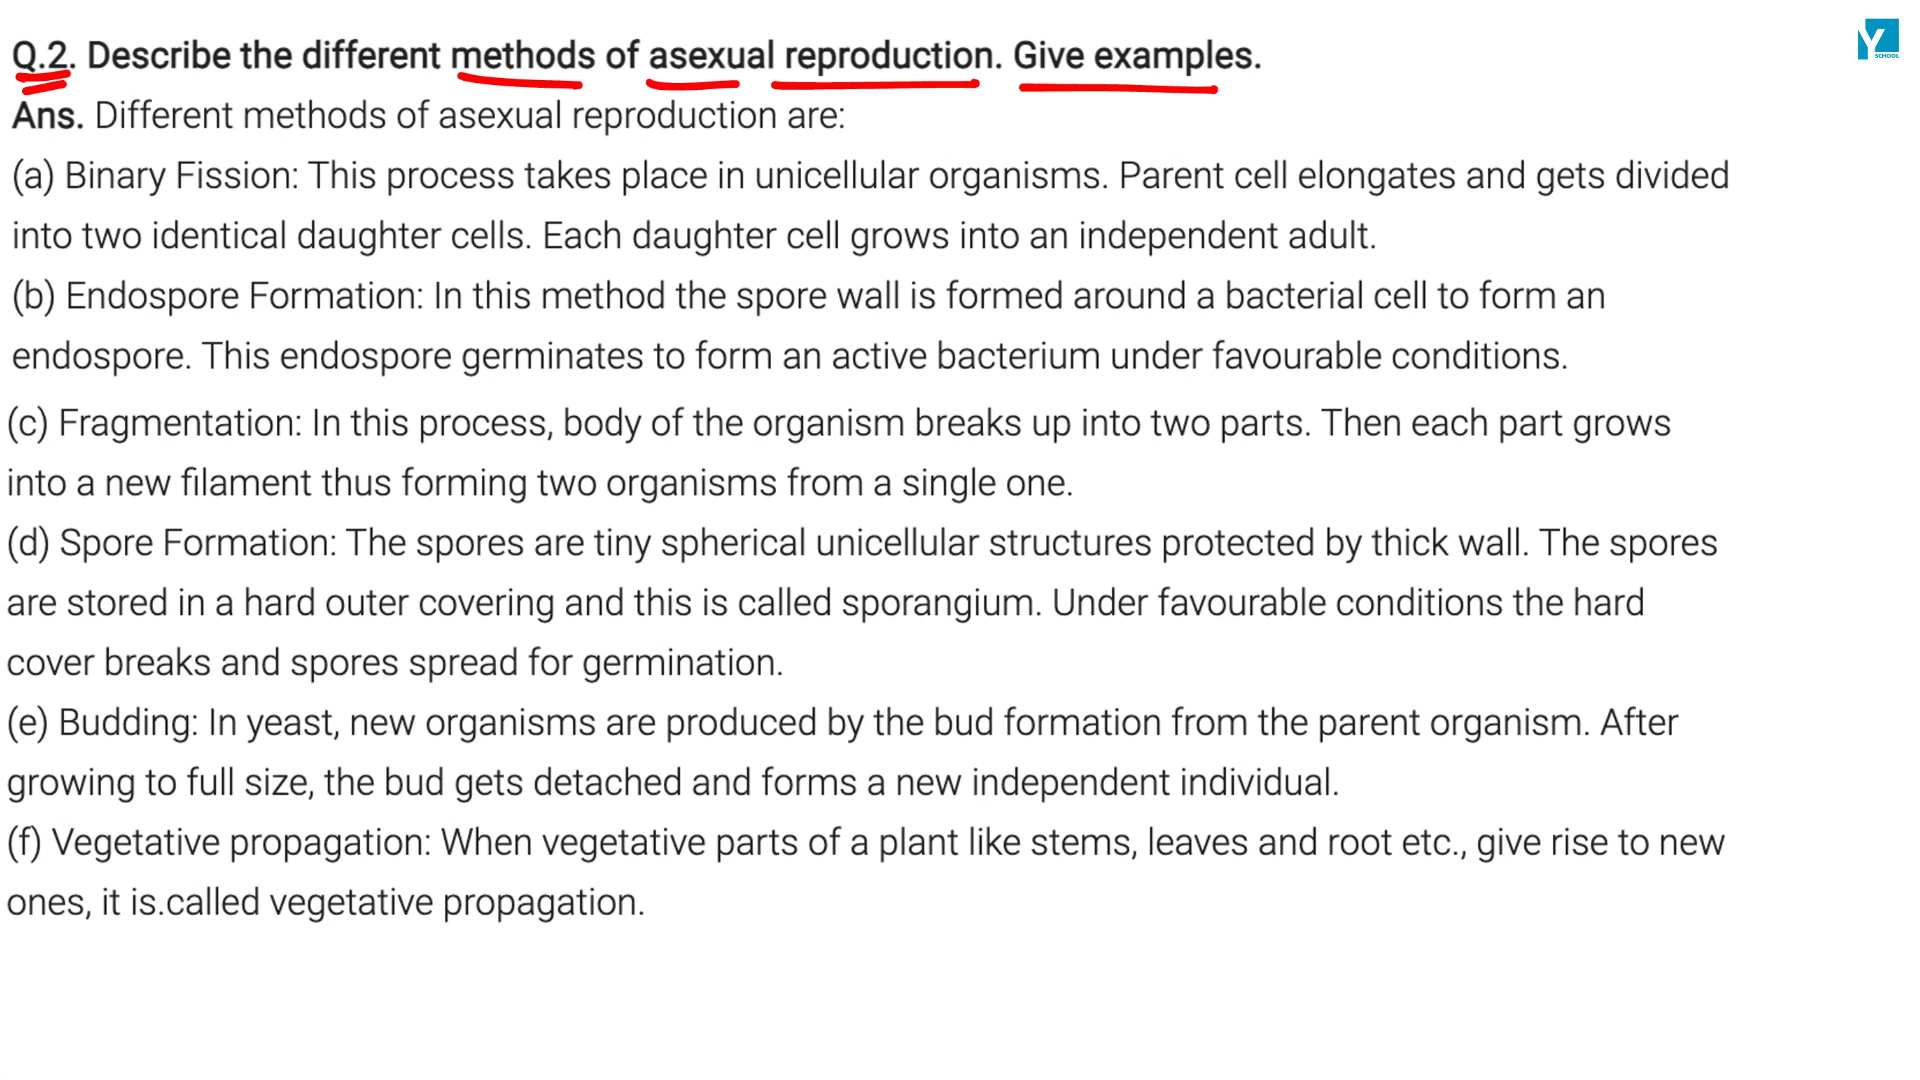 Y
SCHOOL
Q.2. Describe the different methods of asexual reproduction. Give examples.
Ans. Different methods of asexual reproduction are:
(a) Binary Fission: This process takes place in unicellular organisms. Parent cell elongates and gets divided
into two identical daughter cells. Each daughter cell grows into an independent adult.
(b) Endospore Formation: In this method the spore wall is formed around a bacterial cell to form an
endospore. This endospore germinates to form an active bacterium under favourable conditions.
(c) Fragmentation: In this process, body of the organism breaks up into two parts. Then each part grows
into a new filament thus forming two organisms from a single one.
(d) Spore Formation: The spores are tiny spherical unicellular structures protected by thick wall. The spores
are stored in a hard outer covering and this is called sporangium. Under favourable conditions the hard
cover breaks and spores spread for germination.
(e) Budding: In yeast, new organisms are produced by the bud formation from the parent organism. After
growing to full size, the bud gets detached and forms a new independent individual.
(f) Vegetative propagation: When vegetative parts of a plant like stems, leaves and root etc., give rise to new
ones, it is.called vegetative propagation.